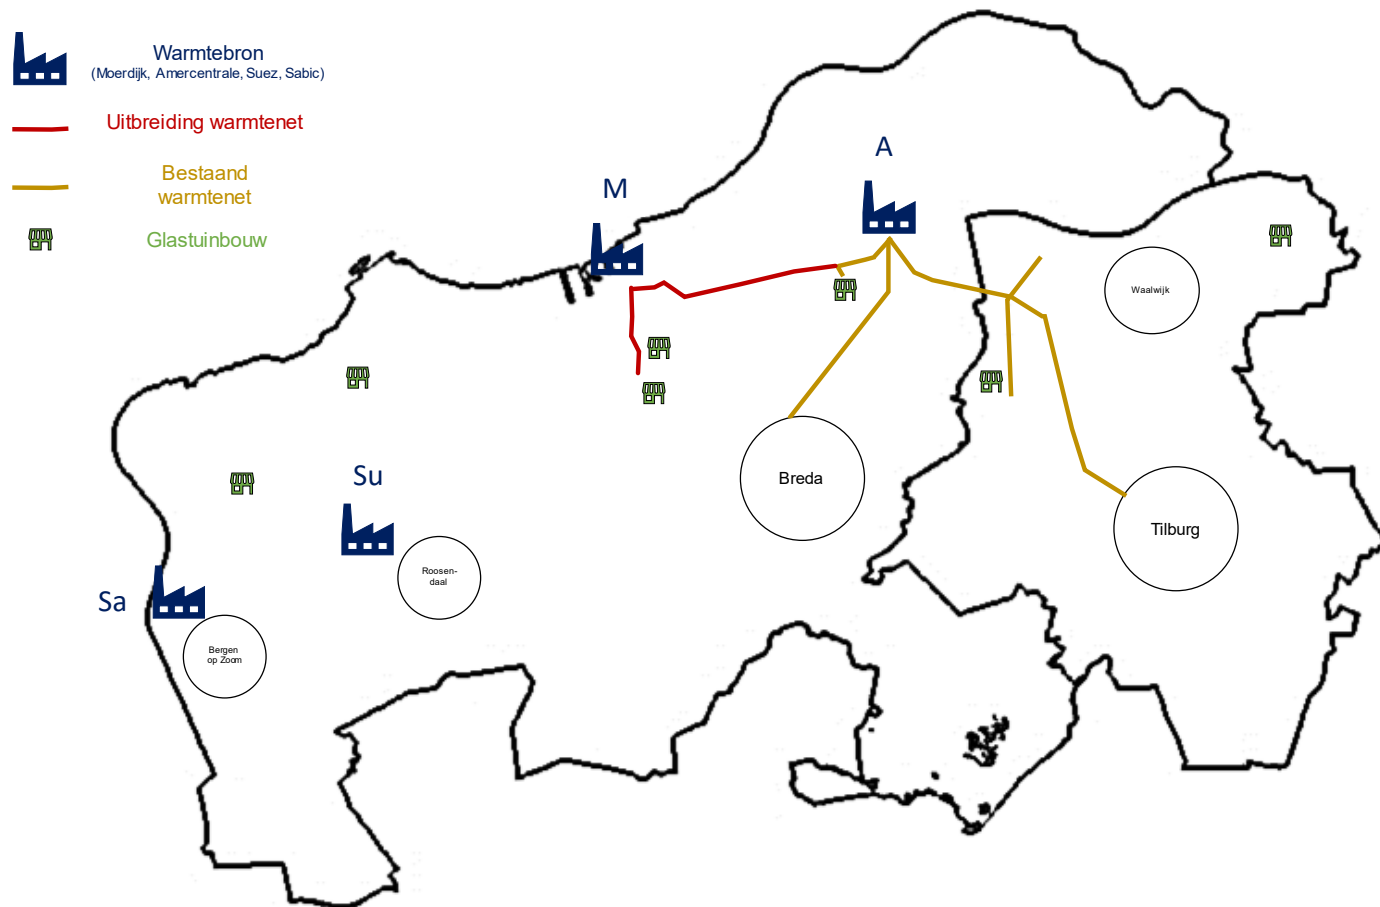 Warmtebron
(Moerdijk, Amercentrale, Suez, Sabic)
Uitbreiding warmtenet
Bestaand
warmtenet
Glastuinbouw
A
M
Waalwijk
Su
Breda
Tilburg
Roosen-
daal
Sa
Bergen
op Zoom